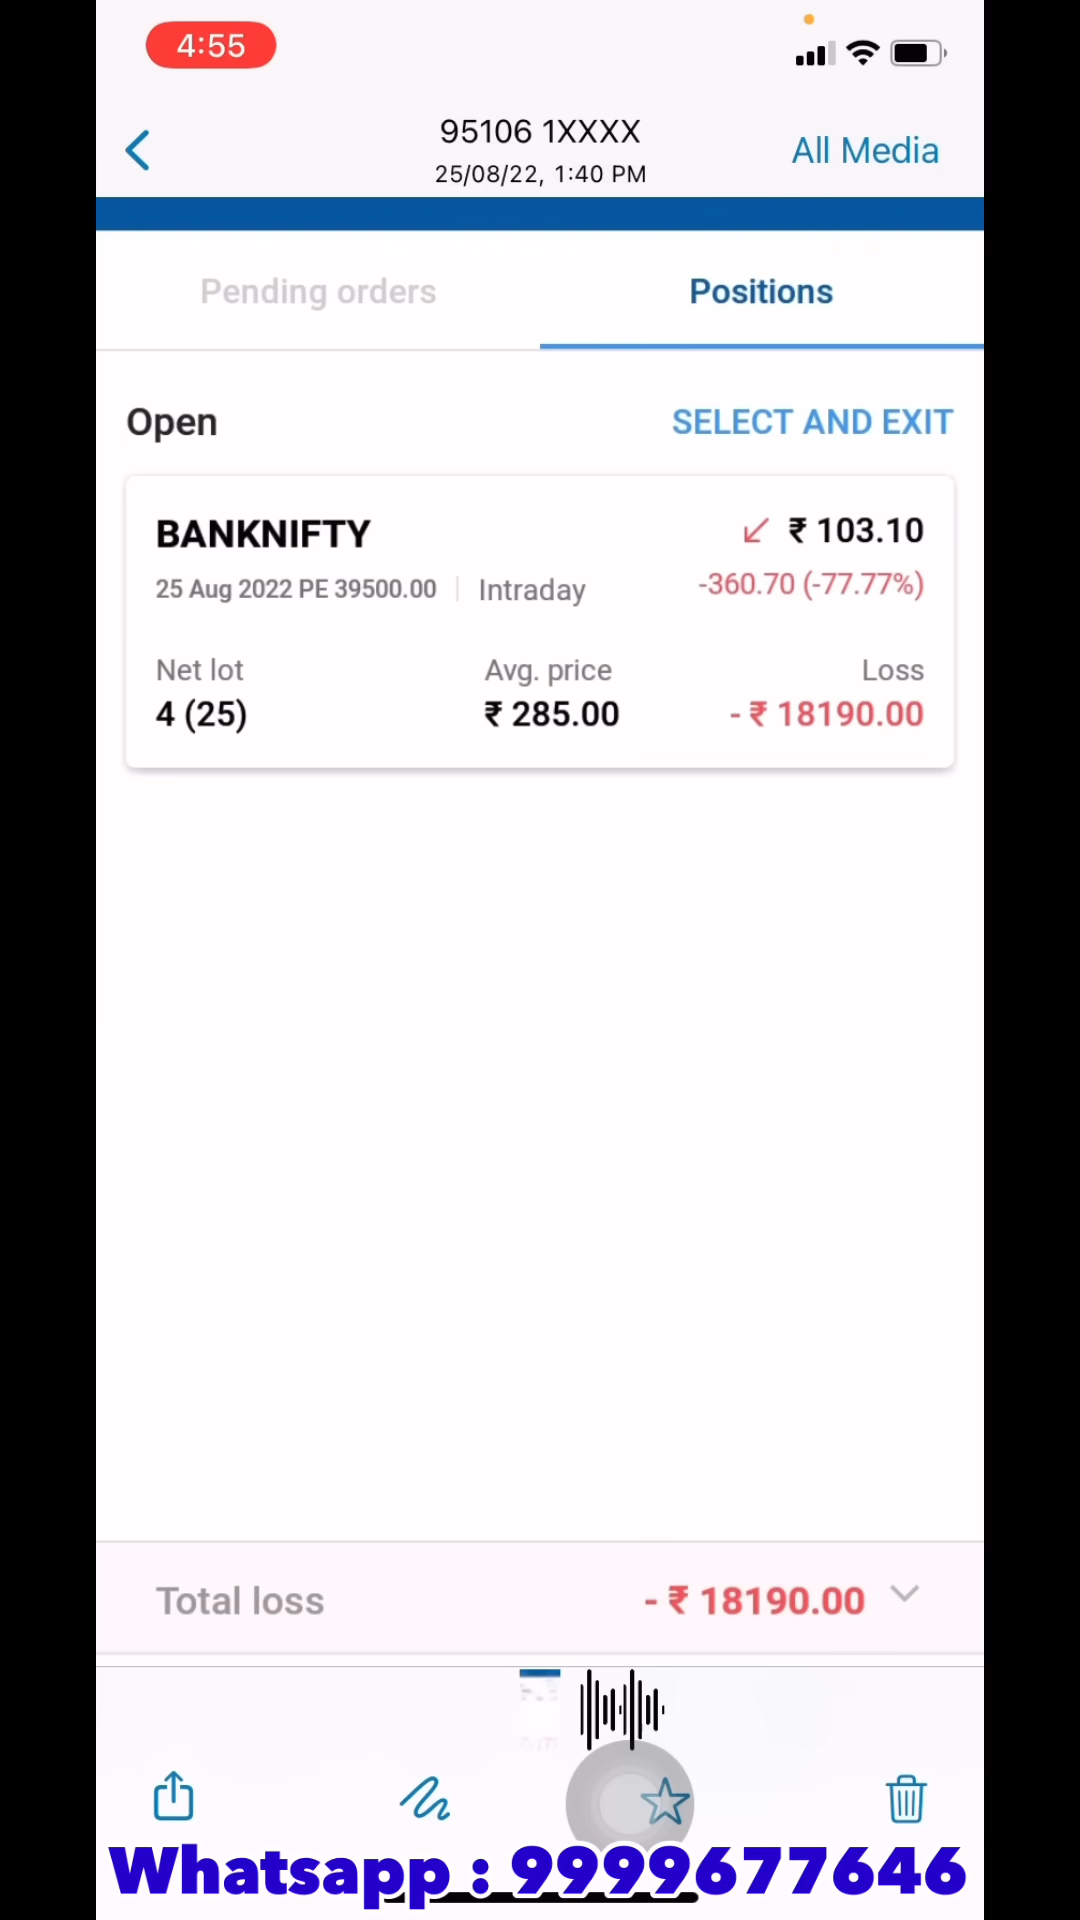 4:55
95106 1XXXX
25/08/22, 1:40 PM
All Media
Pending orders
Positions
Open
SELECT AND EXIT
BANKNIFTY
₹ 103.10
25 Aug 2022 PE 39500.00
Intraday
-360.70 (-77.77%)
Net lot
Avg. price
Loss
4 (25)
₹ 285.00
- ₹ 18190.00
Total loss
- ₹ 18190.00
Whatsapp : 9999677646